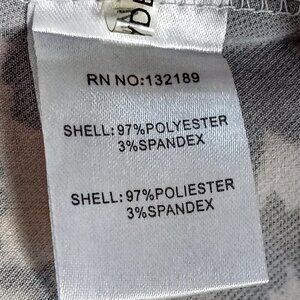 RN NO:132189
SHELL:97%POLYESTER
3%SPANDEX
SHELL:97%POLIESTER
3%SPANDEX